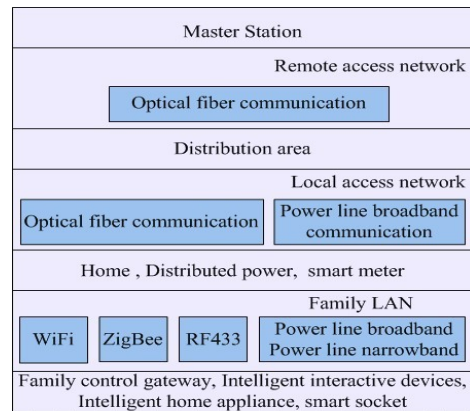 Master Station
Remote access network
Optical fiber communication
Distribution area
Local access network
Optical fiber communication
Power line broadband
communication
Home , Distributed power, smart meter
Family LAN
WiFi
ZigBee
RF433
Power line broadband
Power line narrowband
Family control gateway, Intelligent interactive devices,
Intelligent home appliance, smart socket